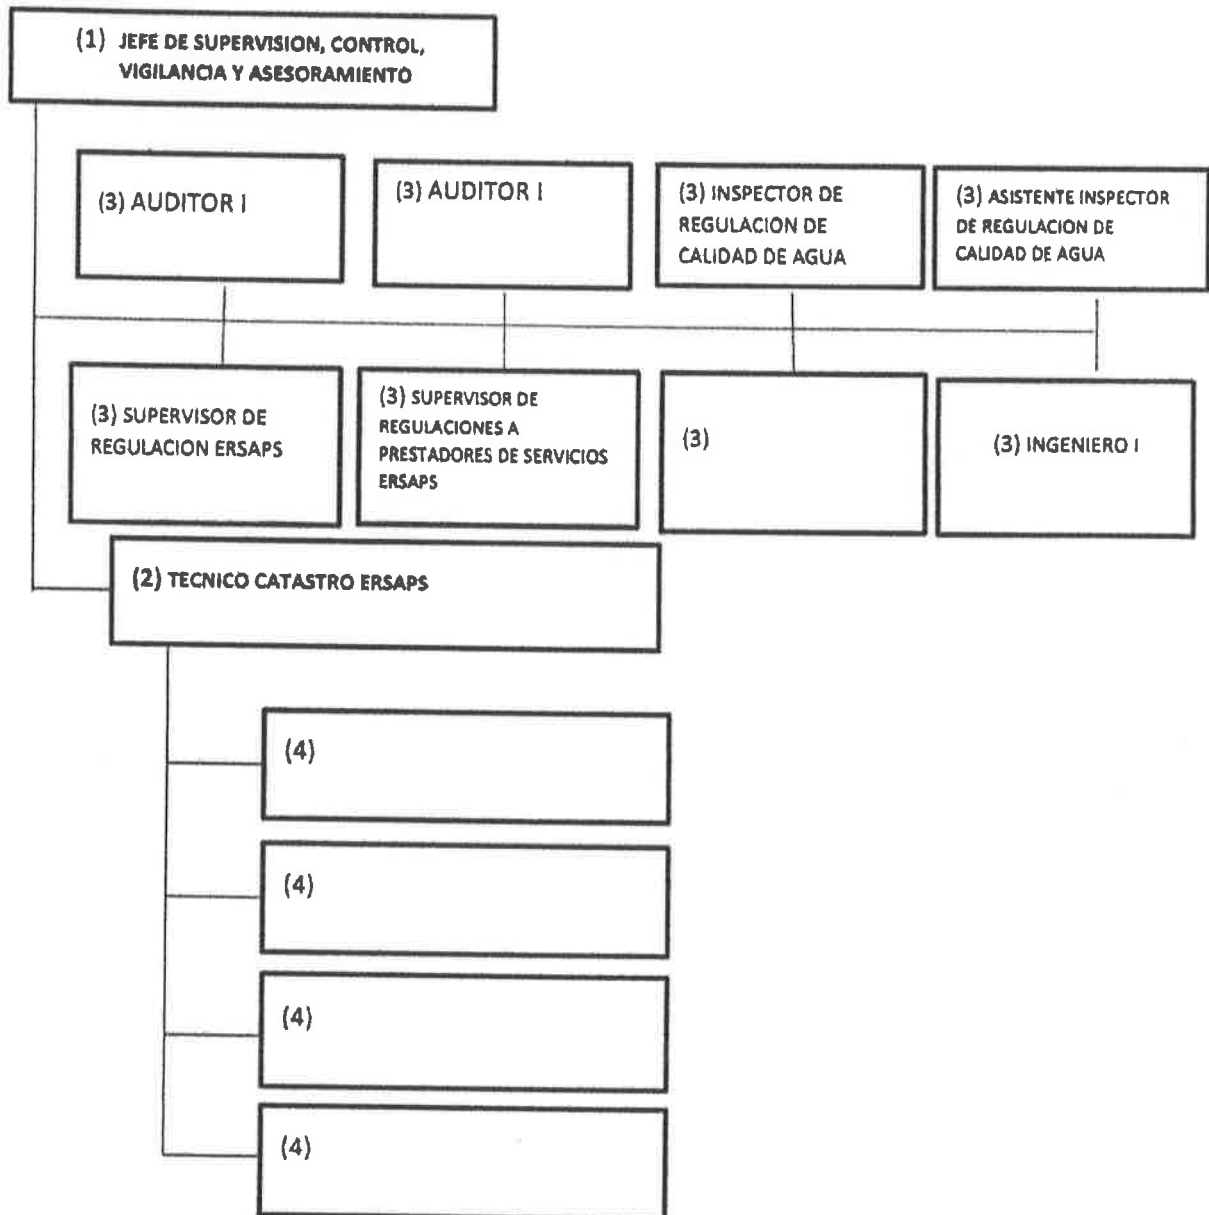 (1) JEFE DE SUPERVISION, CONTROL,
VIGILANCIA Y ASESORAMIENTO
(3) AUDITOR I
(3) AUDITOR I
(3) INSPECTOR DE
REGULACION DE
CALIDAD DE AGUA
(3) ASISTENTE INSPECTOR
DE REGULACION DE
CALIDAD DE AGUA
(3) SUPERVISOR DE
REGULACION ERSAPS
(3) SUPERVISOR DE
REGULACIONES A
PRESTADORES DE SERVICIOS
ERSAPS
(3)
(3) INGENIERO I
(2) TECNICO CATASTRO ERSAPS
(4)
(4)
(4)
(4)